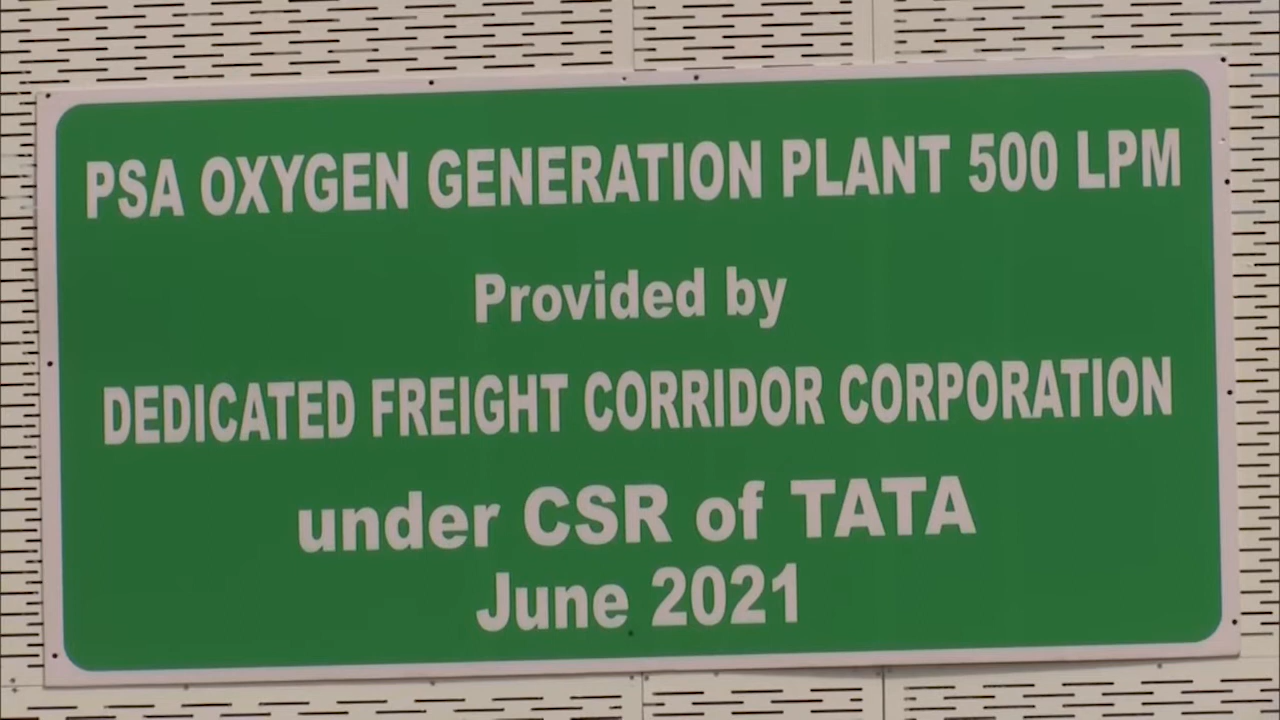 PSA OXYGEN GENERATION PLANT 500 LPM
Provided by
DEDICATED FREIGHT CORRIDOR CORPORATION
under CSR of TATA
June 2021